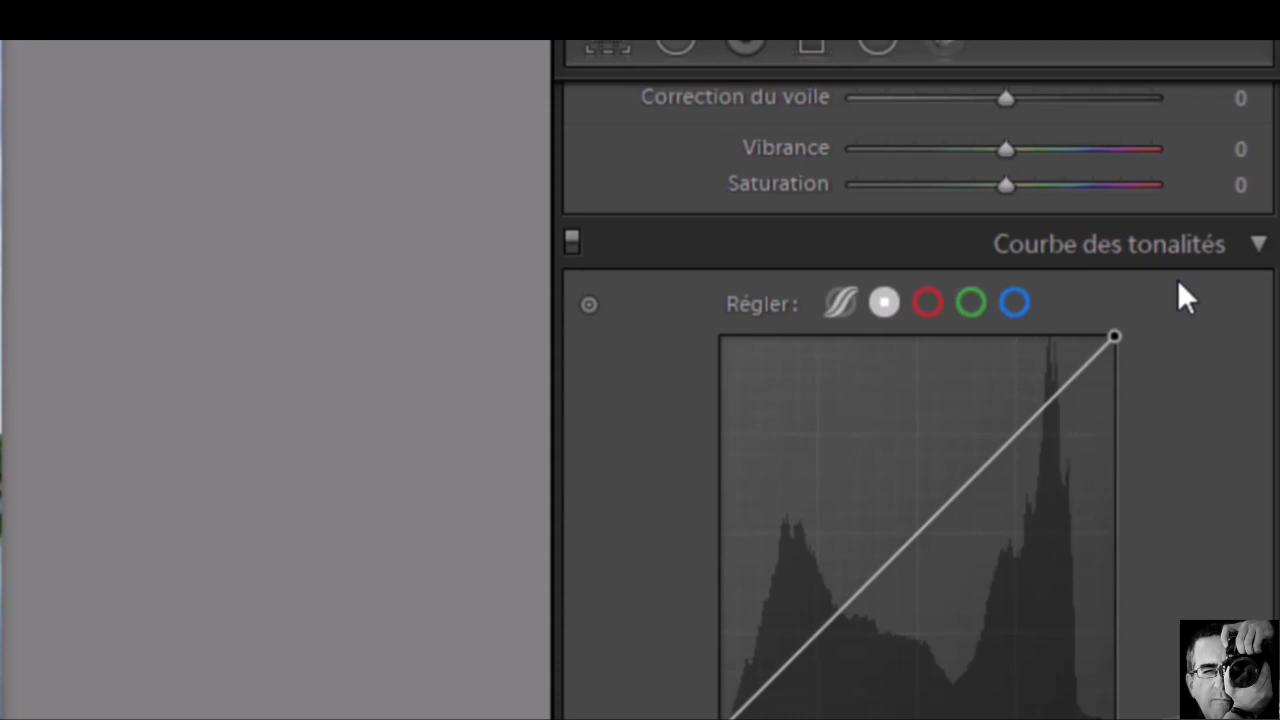 Correction du voile 0
Vibrance 0
Saturation 0
Courbe des tonalités
Régler :